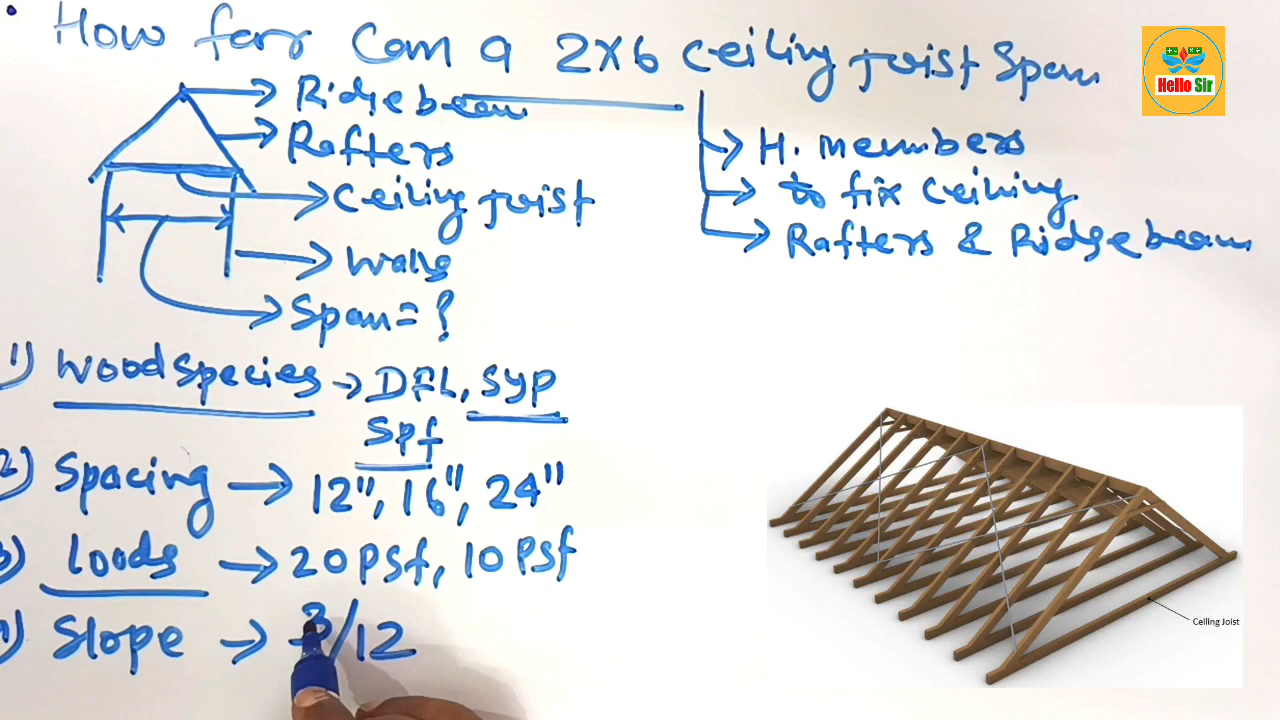 How far Can a 2x6 Ceiling joist Span
Ridge beam
Rafters
Ceiling joist
Walls
Span = ?
H. members
to fix ceiling
Rafters & Ridge beam
1) Wood species → DFL, SYP
Spf
2) Spacing → 12", 16", 24"
3) Loads → 20 PSf, 10 PSf
Slope → 3/12
Hello Sir
Ceiling Joist